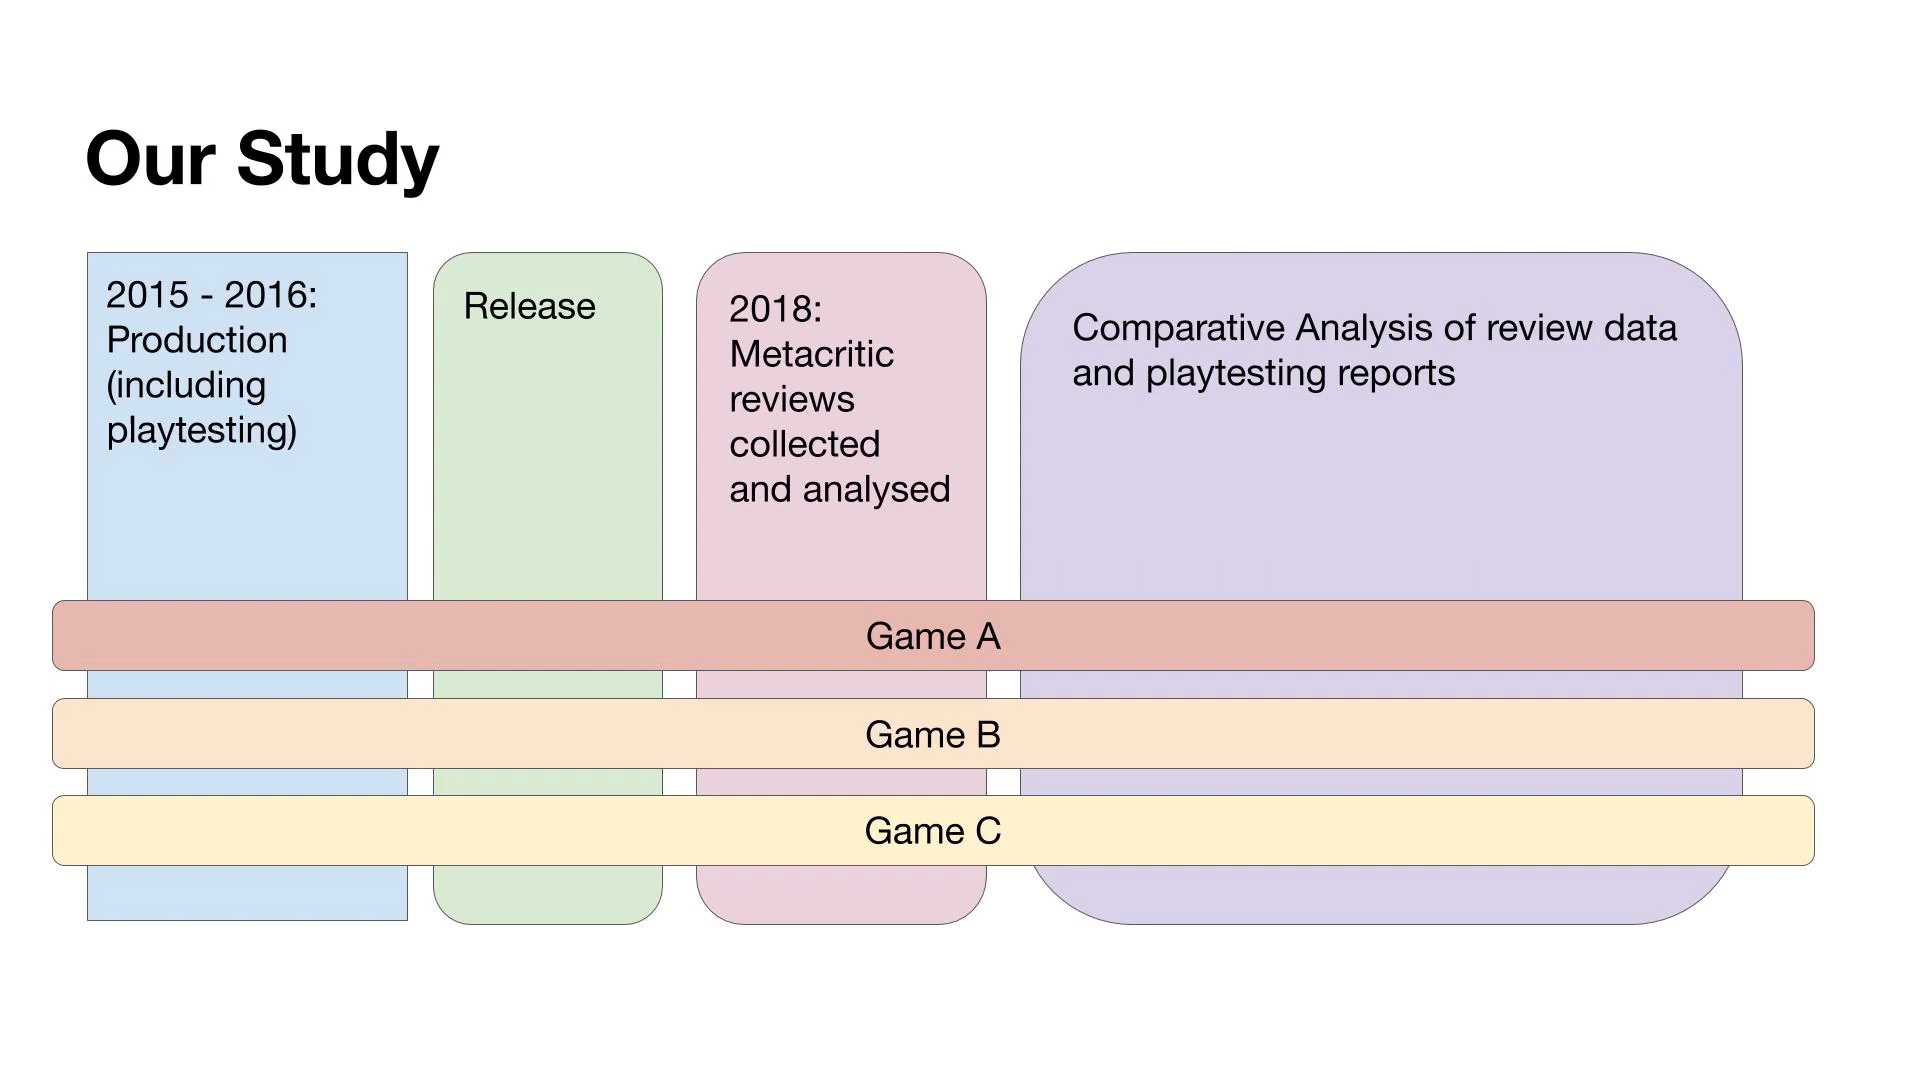 Our Study
2015 - 2016:
Production
(including
playtesting)
Release
2018:
Metacritic
reviews
collected
and analysed
Comparative Analysis of review data
and playtesting reports
Game A
Game B
Game C